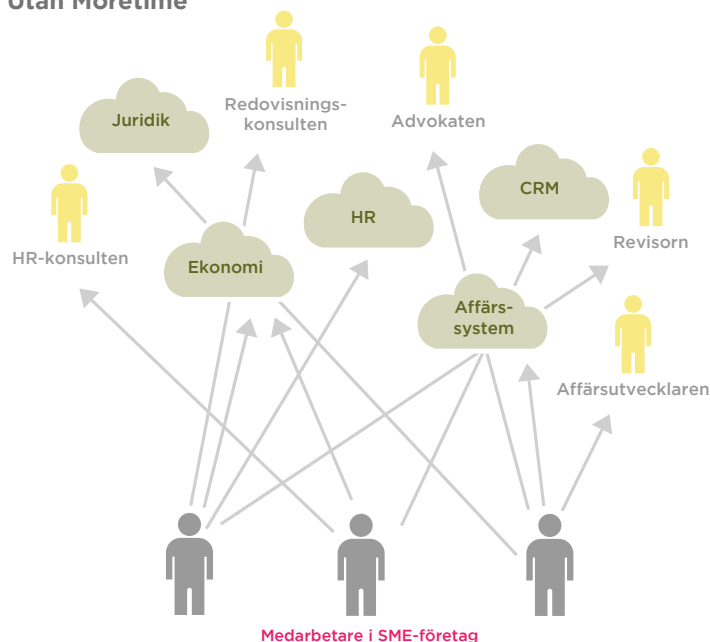 Utan Moretime
Redovisnings-
konsulten
Advokaten
Juridik
CRM
HR
Revisorn
HR-konsulten
Ekonomi
Affärs-
system
Affärsutvecklaren
Medarbetare i SME-företag